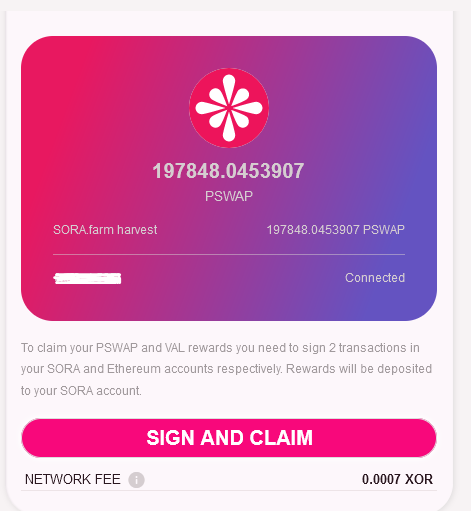 197848.0453907
PSWAP
SORA.farm harvest 197848.0453907 PSWAP
Connected
To claim your PSWAP and VAL rewards you need to sign 2 transactions in
your SORA and Ethereum accounts respectively. Rewards will be deposited
to your SORA account.
SIGN AND CLAIM
NETWORK FEE i 0.0007 XOR